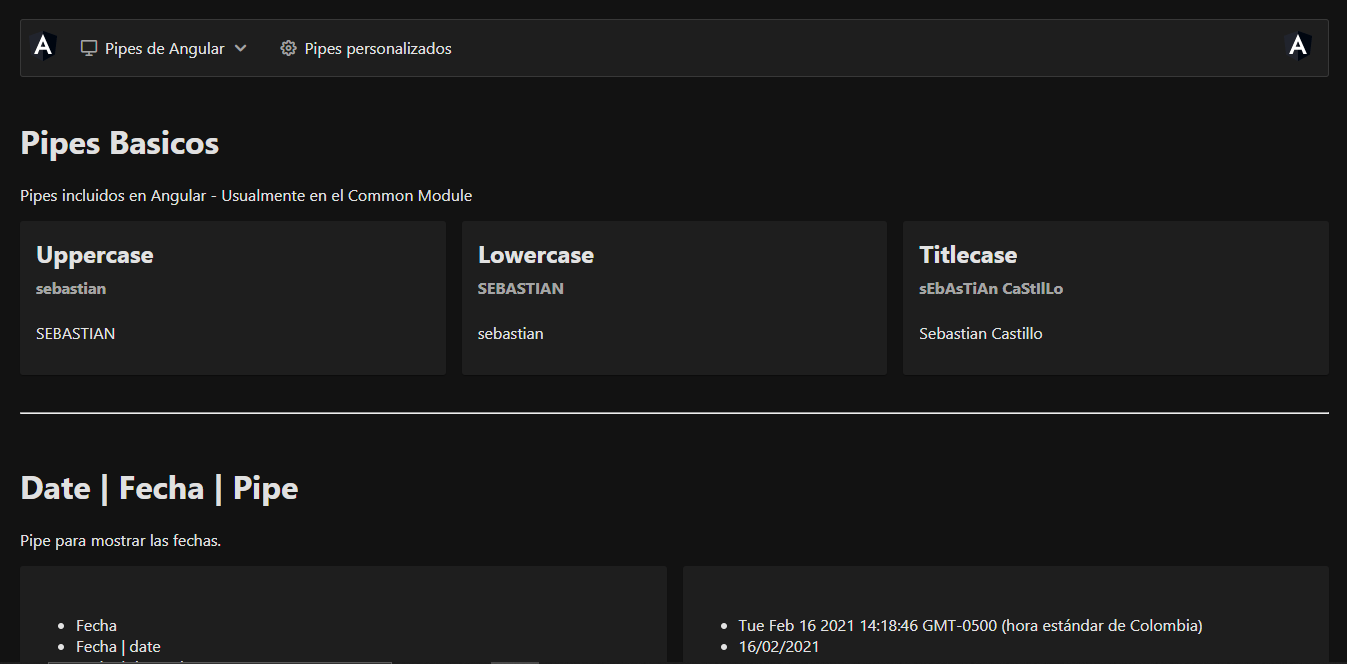 Pipes de Angular
Pipes personalizados
Pipes Basicos
Pipes incluidos en Angular - Usualmente en el Common Module
Uppercase
sebastian
SEBASTIAN
Lowercase
SEBASTIAN
sebastian
Titlecase
sEbAsTiAn CaStIlLo
Sebastian Castillo
Date | Fecha | Pipe
Pipe para mostrar las fechas.
Fecha
Fecha | date
Tue Feb 16 2021 14:18:46 GMT-0500 (hora estándar de Colombia)
16/02/2021